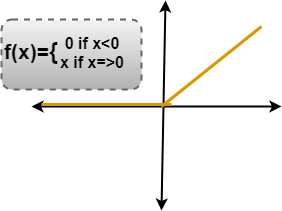 f(x)={ 0 if x<0
x if x=>0